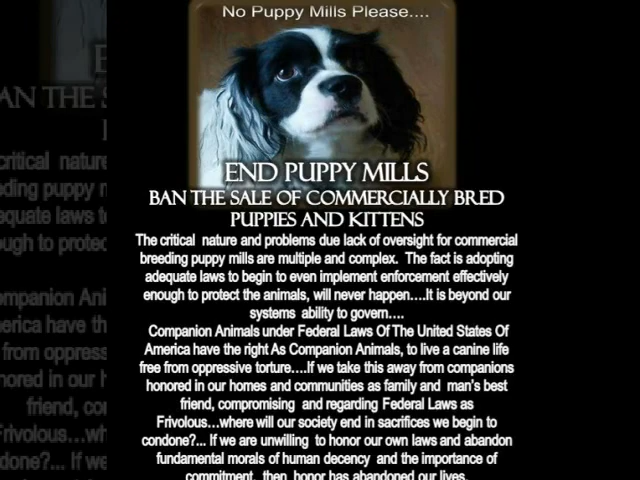 No Puppy Mills Please....
END PUPPY MILLS
BAN THE SALE OF COMMERCIALLY BRED
PUPPIES AND KITTENS
The critical nature and problems due lack of oversight for commercial
breeding puppy mills are multiple and complex. The fact is adopting
adequate laws to begin to even implement enforcement effectively
enough to protect the animals, will never happen....It is beyond our
systems ability to govern....
Companion Animals under Federal Laws Of The United States Of
America have the right As Companion Animals, to live a canine life
free from oppressive torture....If we take this away from companions
honored in our homes and communities as family and man's best
friend, compromising and regarding Federal Laws as
Frivolous...where will our society end in sacrifices we begin to
condone?... If we are unwilling to honor our own laws and abandon
fundamental morals of human decency and the importance of
commitment, then honor has abandoned our lives.